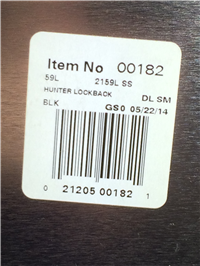 Item No 00182
59L 2159L SS
HUNTER LOCKBACK DL SM
BLK GS0 05/22/14
0 21205 00182 1